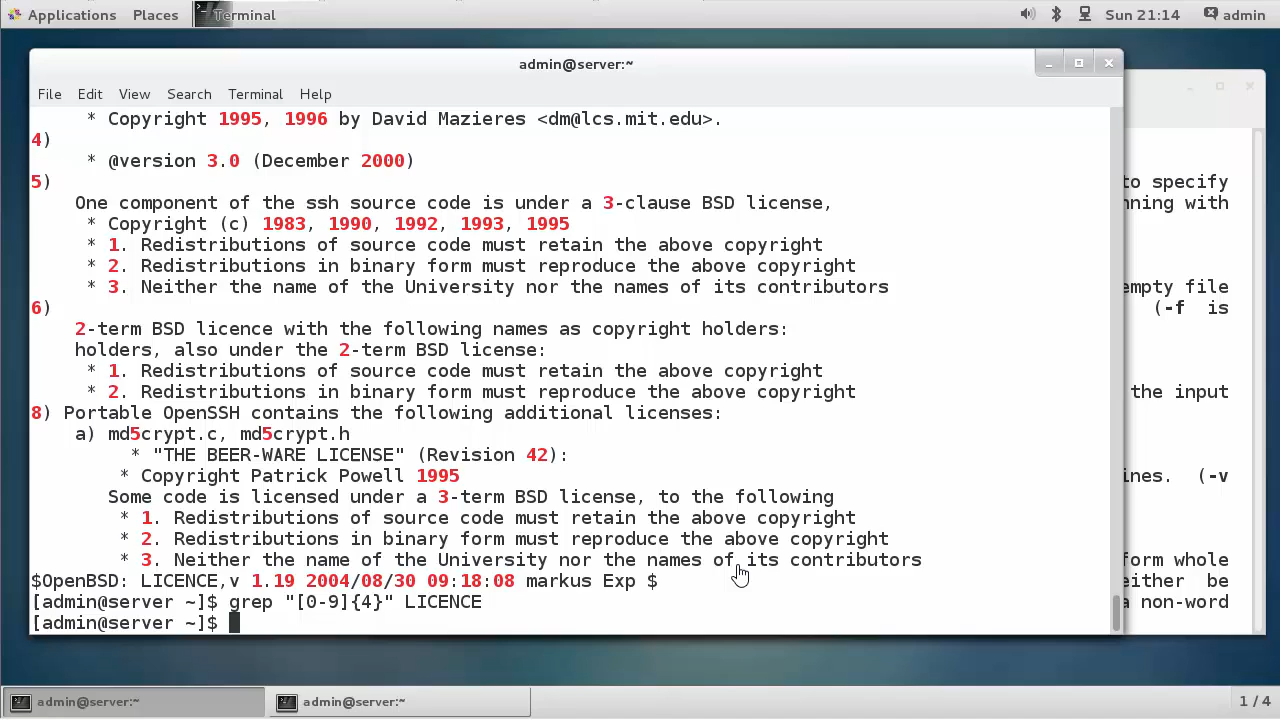 Applications Places Terminal Sun 21:14 admin
admin@server:~
File Edit View Search Terminal Help
* Copyright 1995, 1996 by David Mazieres <dm@lcs.mit.edu>.
4)
* @version 3.0 (December 2000)
5)
to specify
One component of the ssh source code is under a 3-clause BSD license,
nning with
* Copyright (c) 1983, 1990, 1992, 1993, 1995
* 1. Redistributions of source code must retain the above copyright
* 2. Redistributions in binary form must reproduce the above copyright
* 3. Neither the name of the University nor the names of its contributors
empty file
6)
(-f is
2-term BSD licence with the following names as copyright holders:
holders, also under the 2-term BSD license:
* 1. Redistributions of source code must retain the above copyright
* 2. Redistributions in binary form must reproduce the above copyright
the input
8) Portable OpenSSH contains the following additional licenses:
a) md5crypt.c, md5crypt.h
* "THE BEER-WARE LICENSE" (Revision 42):
* Copyright Patrick Powell 1995
ines. (-v
Some code is licensed under a 3-term BSD license, to the following
* 1. Redistributions of source code must retain the above copyright
* 2. Redistributions in binary form must reproduce the above copyright
* 3. Neither the name of the University nor the names of its contributors
form whole
$OpenBSD: LICENCE,v 1.19 2004/08/30 09:18:08 markus Exp $
either be
[admin@server ~]$ grep "[0-9]{4}" LICENCE
a non-word
[admin@server ~]$
admin@server:~ admin@server:~ 1 / 4